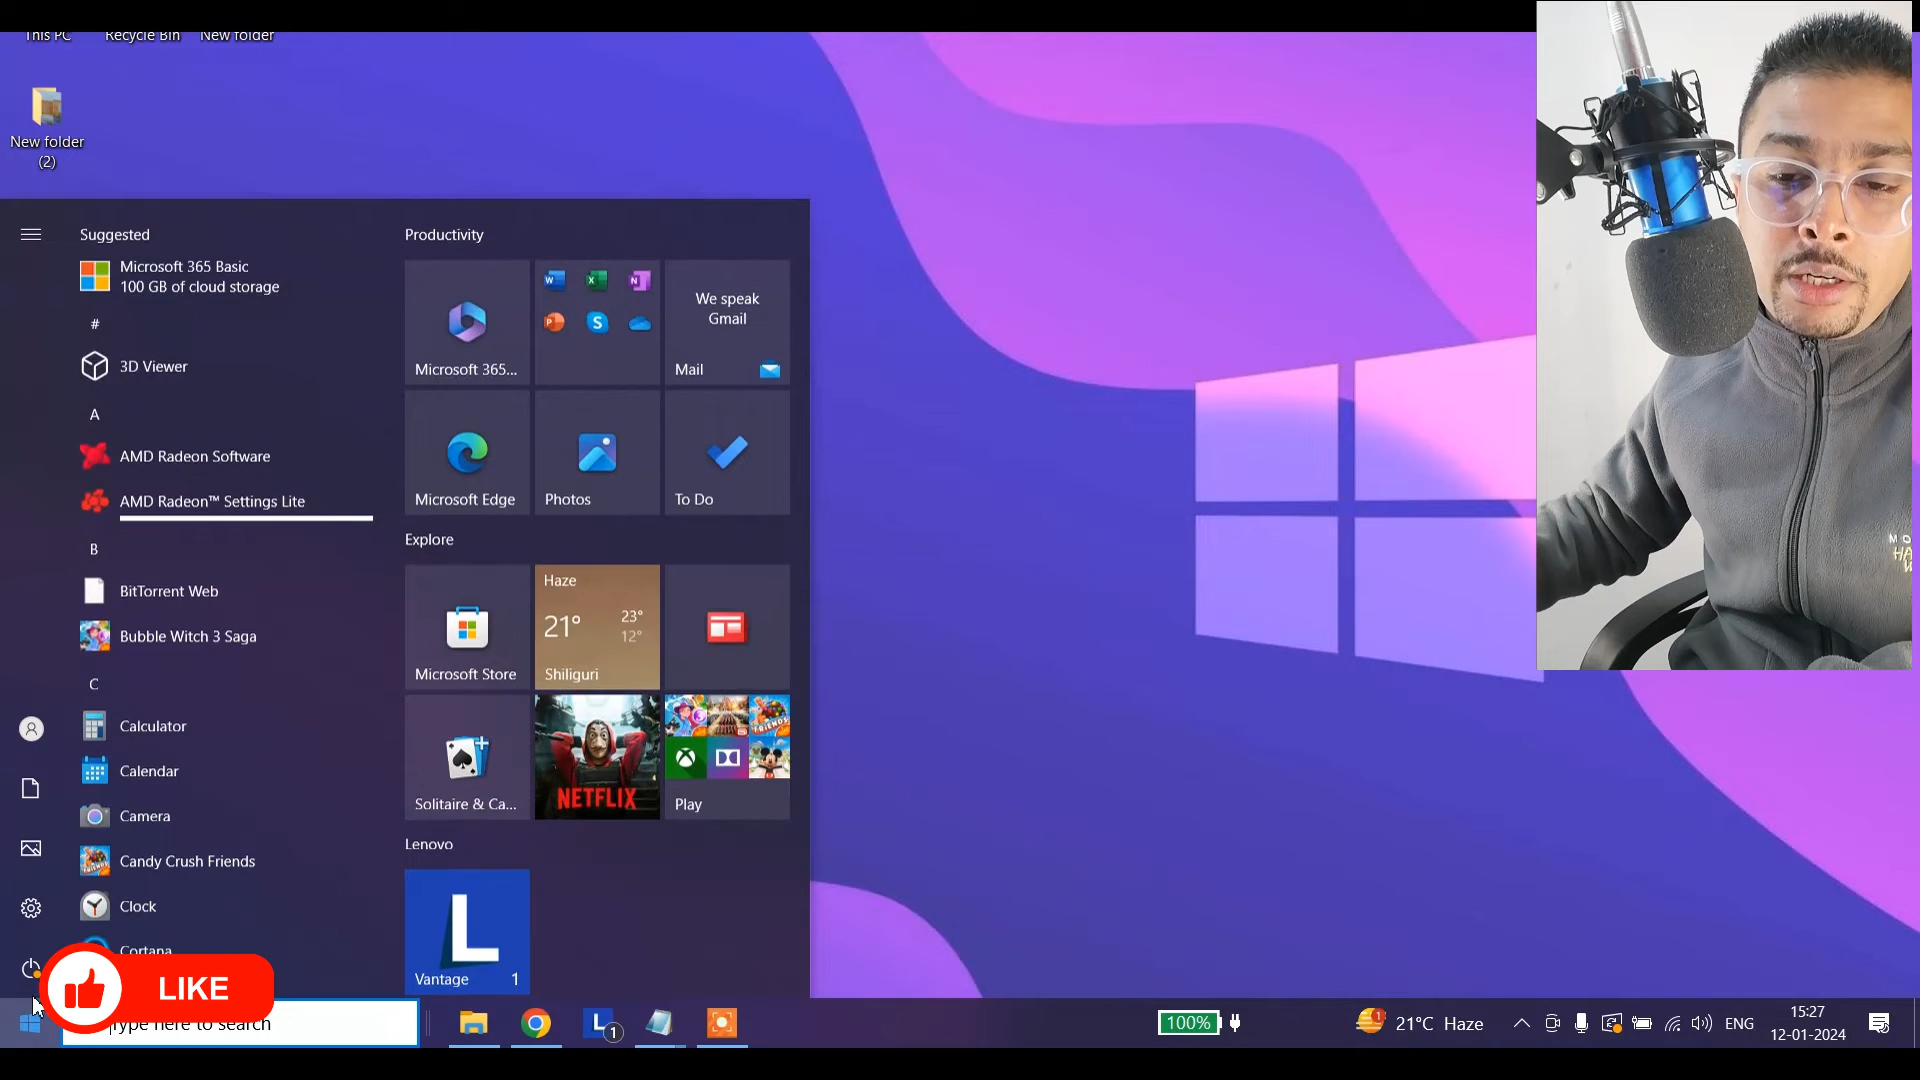 This PC
Recycle Bin
New folder
New folder
(2)
Suggested
Microsoft 365 Basic
100 GB of cloud storage
#
3D Viewer
A
AMD Radeon Software
AMD Radeon™ Settings Lite
B
BitTorrent Web
Bubble Witch 3 Saga
C
Calculator
Calendar
Camera
Candy Crush Friends
Clock
Cortana
Productivity
Microsoft 365...
We speak
Gmail
Mail
Microsoft Edge
Photos
To Do
Explore
Microsoft Store
Haze
21°
23°
12°
Shiliguri
Solitaire & Ca...
NETFLIX
Play
Lenovo
L
Vantage 1
LIKE
Type here to search
L 1
100%
1
21°C Haze
ENG
15:27
12-01-2024